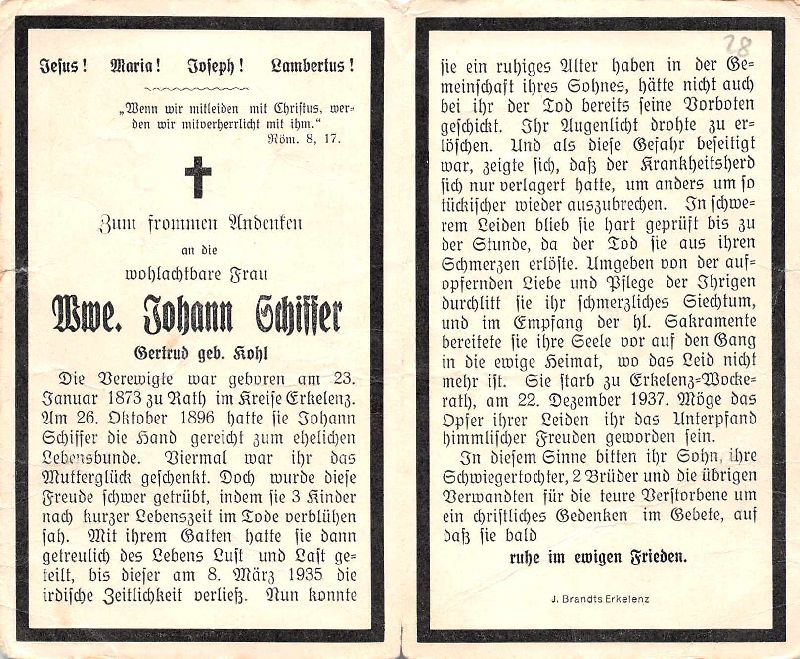 Jesus! Maria! Joseph! Lambertus!
„Wenn wir mitleiden mit Christus, wer-
den wir mitverherrlicht mit ihm."
Röm. 8, 17.
Zum frommen Andenken
an die
wohlachtbare Frau
Wwe. Johann Schiffer
Gertrud geb. Kohl
Die Verewigte war geboren am 23.
Januar 1873 zu Rath im Kreise Erkelenz.
Am 26. Oktober 1896 hatte sie Johann
Schiffer die Hand gereicht zum ehelichen
Lebensbunde. Viermal war ihr das
Mutterglück geschenkt. Doch wurde diese
Freude schwer getrübt, indem sie 3 Kinder
nach kurzer Lebenszeit im Tode verblühen
sah. Mit ihrem Gatten hatte sie dann
getreulich des Lebens Lust und Last ge-
teilt, bis dieser am 8. März 1935 die
irdische Zeitlichkeit verließ. Nun konnte
28
sie ein ruhiges Alter haben in der Ge-
meinschaft ihres Sohnes, hätte nicht auch
bei ihr der Tod bereits seine Vorboten
geschickt. Ihr Augenlicht drohte zu er-
löschen. Und als diese Gefahr beseitigt
war, zeigte sich, daß der Krankheitsherd
sich nur verlagert hatte, um anders um so
tückischer wieder auszubrechen. In schwe-
rem Leiden blieb sie hart geprüft bis zu
der Stunde, da der Tod sie aus ihren
Schmerzen erlöste. Umgeben von der auf-
opfernden Liebe und Pflege der Ihrigen
durchlitt sie ihr schmerzliches Siechtum,
und im Empfang der hl. Sakramente
bereitete sie ihre Seele vor auf den Gang
in die ewige Heimat, wo das Leid nicht
mehr ist. Sie starb zu Erkelenz-Wocke-
rath, am 22. Dezember 1937. Möge das
Opfer ihrer Leiden ihr das Unterpfand
himmlischer Freuden geworden sein.
In diesem Sinne bitten ihr Sohn, ihre
Schwiegertochter, 2 Brüder und die übrigen
Verwandten für die teure Verstorbene um
ein christliches Gedenken im Gebete, auf
daß sie bald
ruhe im ewigen Frieden.
J. Brandts Erkelenz